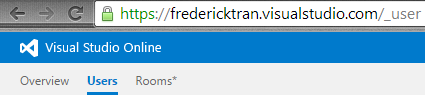 https://fredericktran.visualstudio.com/_user
Visual Studio Online
Overview Users Rooms*